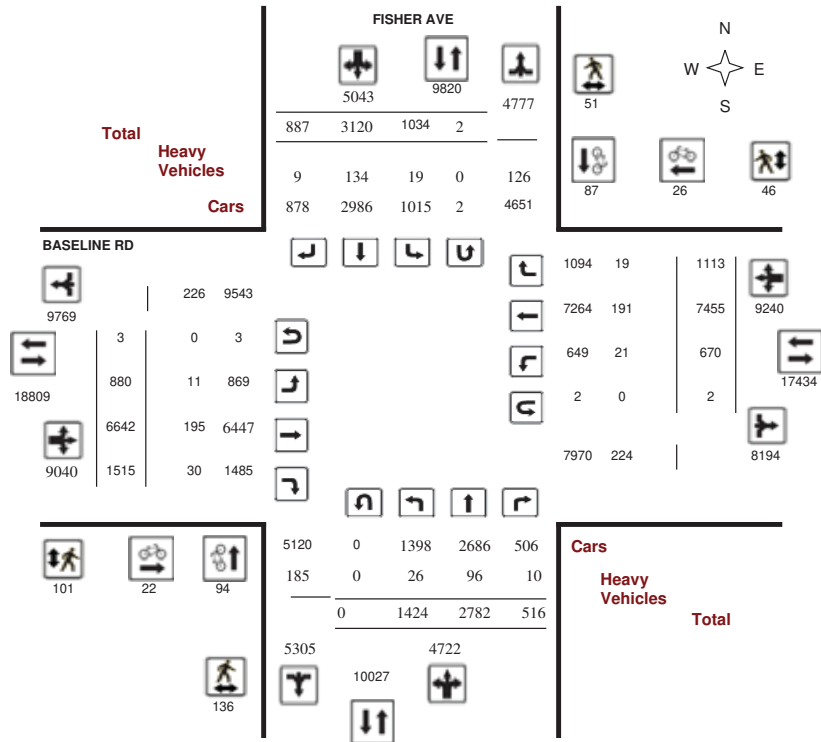 FISHER AVE
N
W E
S
5043 9820 4777 51
887 3120 1034 2
Total
Heavy
Vehicles
9 134 19 0 126
87 26 46
Cars 878 2986 1015 2 4651
BASELINE RD
1094 19 1113
226 9543
9769
7264 191 7455 9240
3 0 3
649 21 670
17434
18809
880 11 869
2 0 2
6642 195 6447
9040
1515 30 1485
7970 224 8194
5120 0 1398 2686 506 Cars
185 0 26 96 10 Heavy
Vehicles
101 22 94
0 1424 2782 516 Total
5305 10027 4722
136